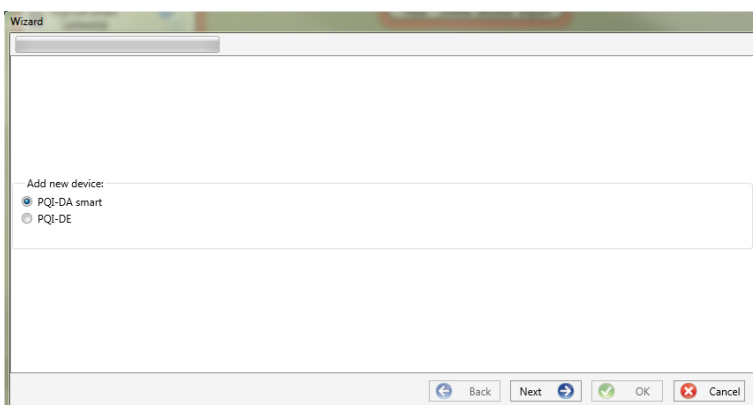 Wizard
Add new device:
PQI-DA smart
PQI-DE
Back Next OK Cancel